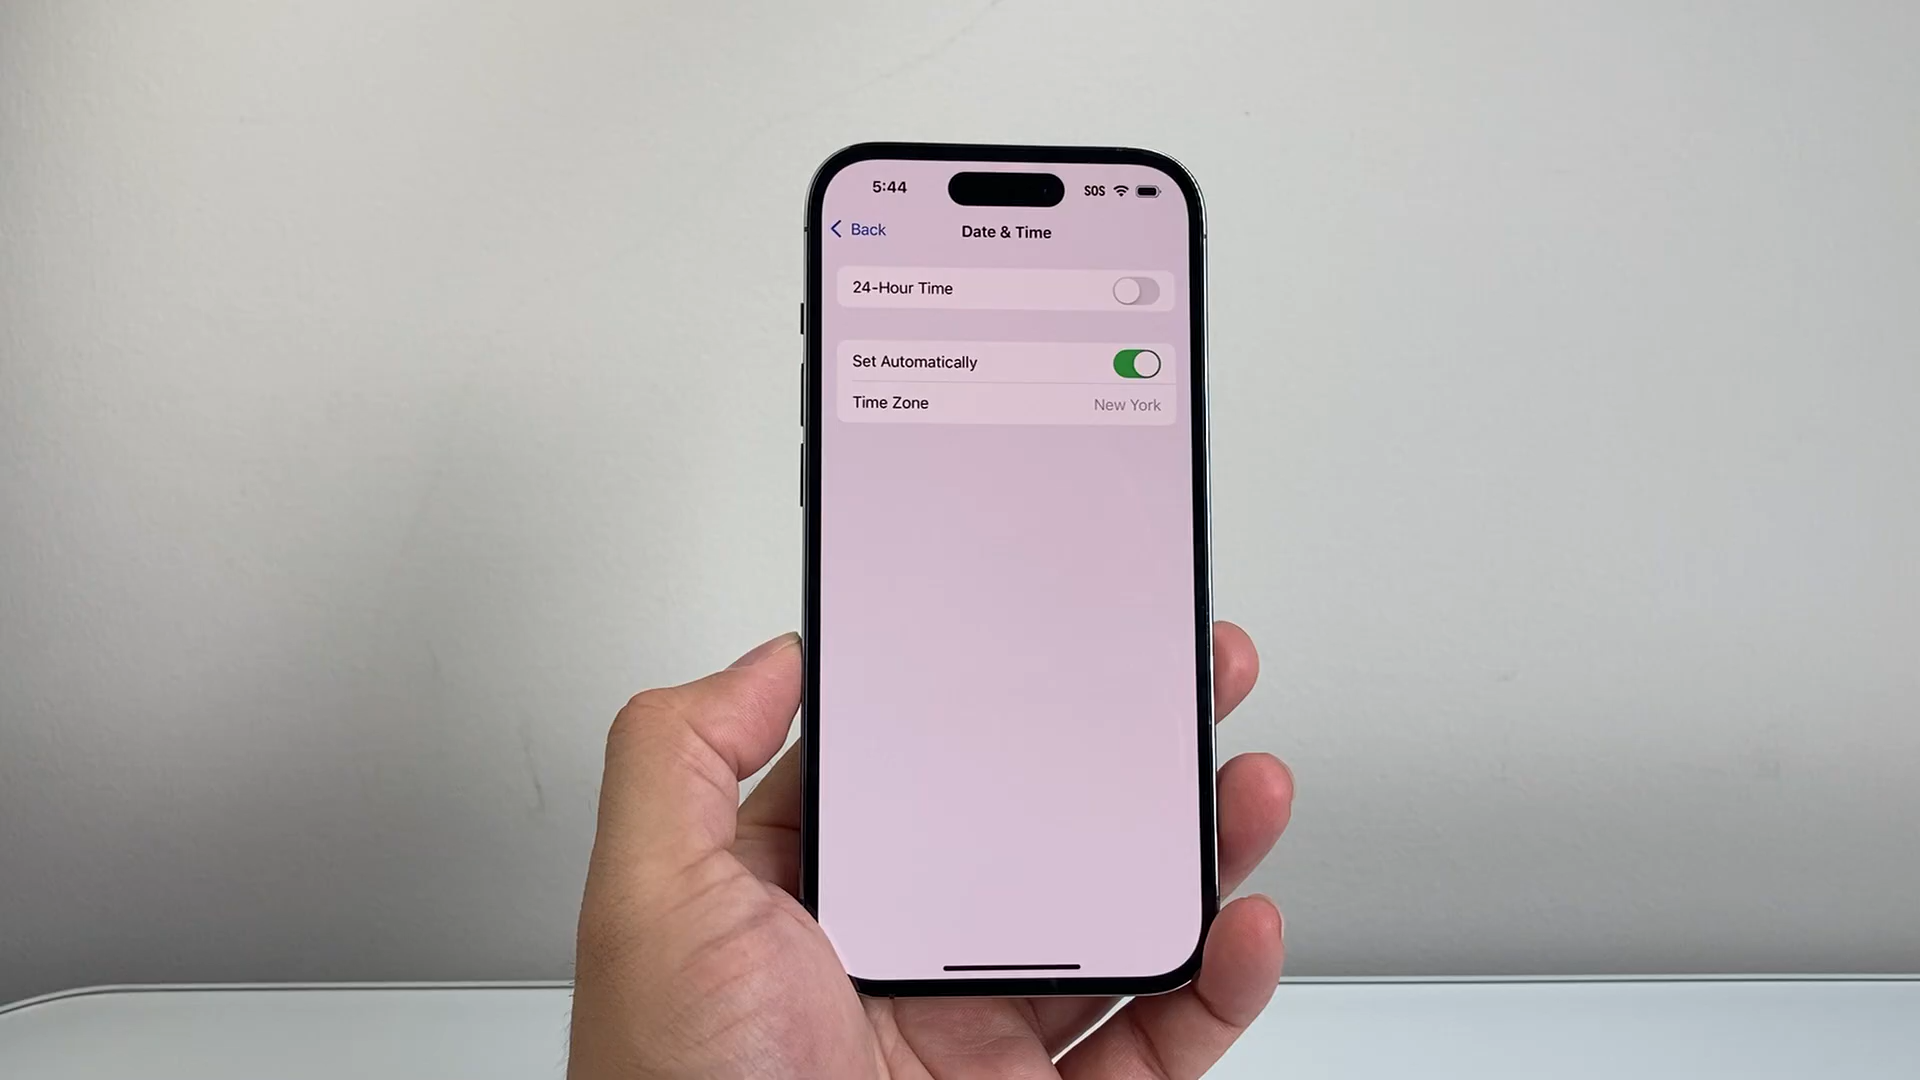 5:44 SOS
Back Date & Time
24-Hour Time
Set Automatically
Time Zone New York